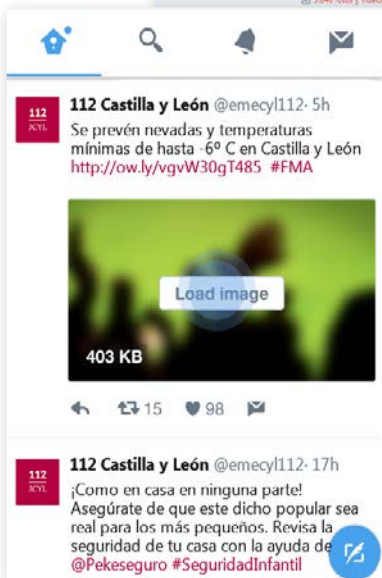 112 Castilla y León @emecyl112· 5h
112
JCYL
Se prevén nevadas y temperaturas
mínimas de hasta -6º C en Castilla y León
http://ow.ly/vgvW30gT485 #FMA
Load image
403 KB
15 98
112 Castilla y León @emecyl112· 17h
112
JCYL
¡Como en casa en ninguna parte!
Asegúrate de que este dicho popular sea
real para los más pequeños. Revisa la
seguridad de tu casa con la ayuda de
@Pekeseguro #SeguridadInfantil